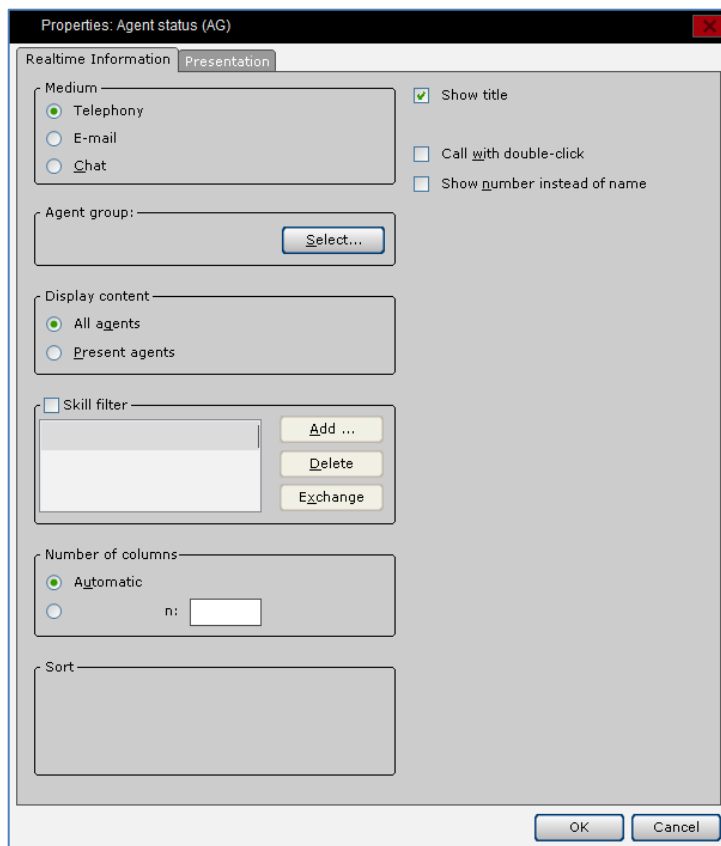 Properties: Agent status (AG)
Realtime Information
Presentation
Medium
Telephony
E-mail
Chat
Show title
Call with double-click
Show number instead of name
Agent group:
Select...
Display content
All agents
Present agents
Skill filter
Add ...
Delete
Exchange
Number of columns
Automatic
n:
Sort
OK
Cancel